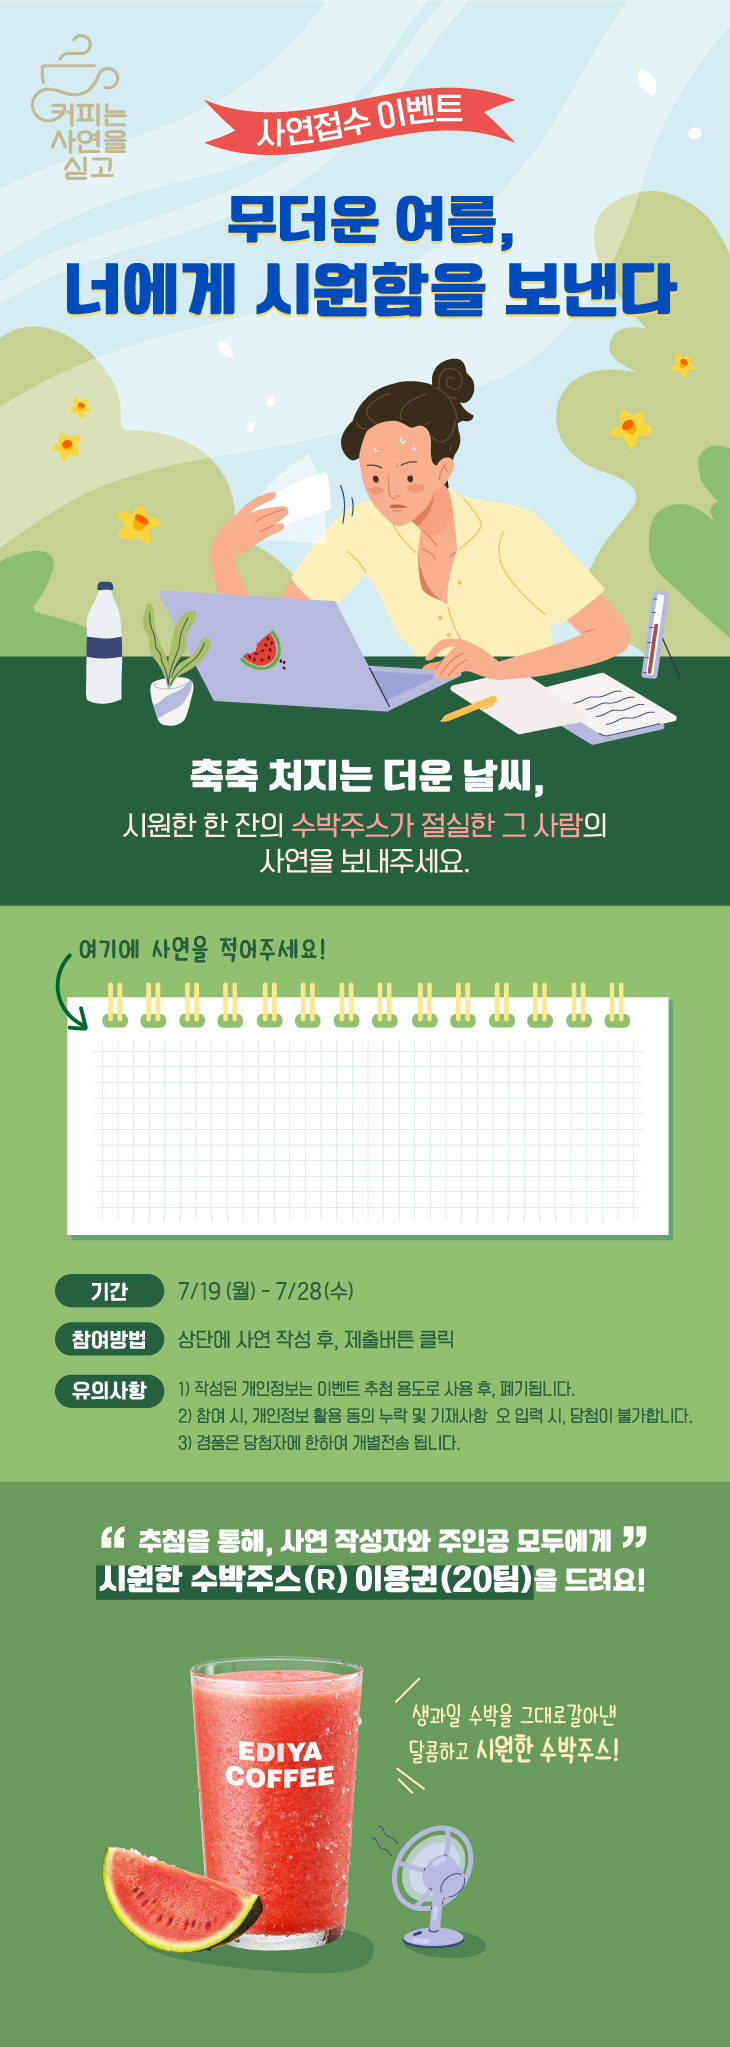 커피는
사연을
싣고
사연접수 이벤트
무더운 여름,
너에게 시원함을 보낸다
축축 처지는 더운 날씨,
시원한 한 잔의 수박주스가 절실한 그 사람의
사연을 보내주세요.
여기에 사연을 적어주세요!
기간 7/19 (월) - 7/28(수)
참여방법 상단에 사연 작성 후, 제출버튼 클릭
유의사항 1) 작성된 개인정보는 이벤트 추첨 용도로 사용 후, 폐기됩니다.
2) 참여 시, 개인정보 활용 동의 누락 및 기재사항 오 입력 시, 당첨이 불가합니다.
3) 경품은 당첨자에 한하여 개별전송 됩니다.
“ 추첨을 통해, 사연 작성자와 주인공 모두에게 ”
시원한 수박주스(R) 이용권(20팀)을 드려요!
생과일 수박을 그대로갈아낸
달콤하고 시원한 수박주스!
EDIYA
COFFEE